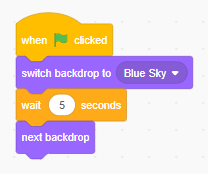 when clicked
switch backdrop to Blue Sky
wait 5 seconds
next backdrop